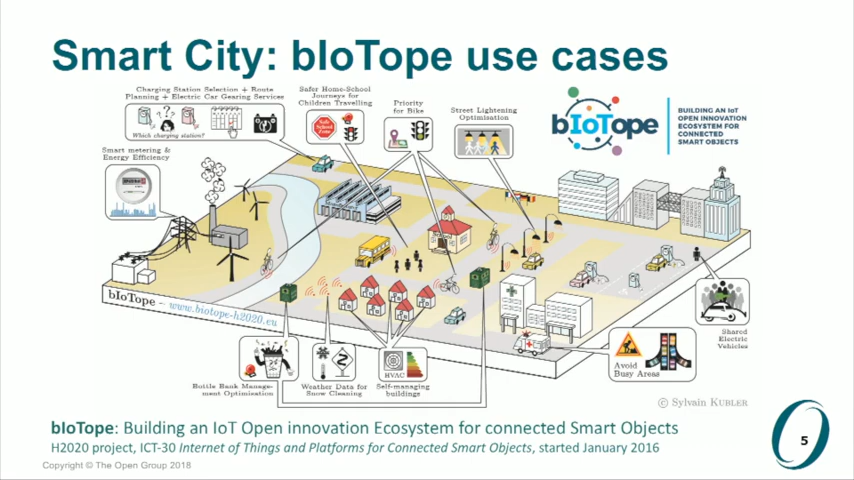 Smart City: bIoTope use cases
Charging Station Selection + Route
Planning + Electric Car Gearing Services
Which charging station?
Safer Home-School
Journeys for
Children Travelling
Safe
School
Zone
Priority
for Bike
Street Lightening
Optimisation
bIoTope
BUILDING AN IoT
OPEN INNOVATION
ECOSYSTEM FOR
CONNECTED
SMART OBJECTS
Smart metering &
Energy Efficiency
bIoTope – www.biotope-h2020.eu
Bottle Bank Manage-
ment Optimisation
Weather Data for
Snow Cleaning
HVAC
Self-managing
buildings
Avoid
Busy Areas
Shared
Electric
Vehicles
© Sylvain Kubler
bIoTope: Building an IoT Open innovation Ecosystem for connected Smart Objects
H2020 project, ICT-30 Internet of Things and Platforms for Connected Smart Objects, started January 2016
5
Copyright © The Open Group 2018